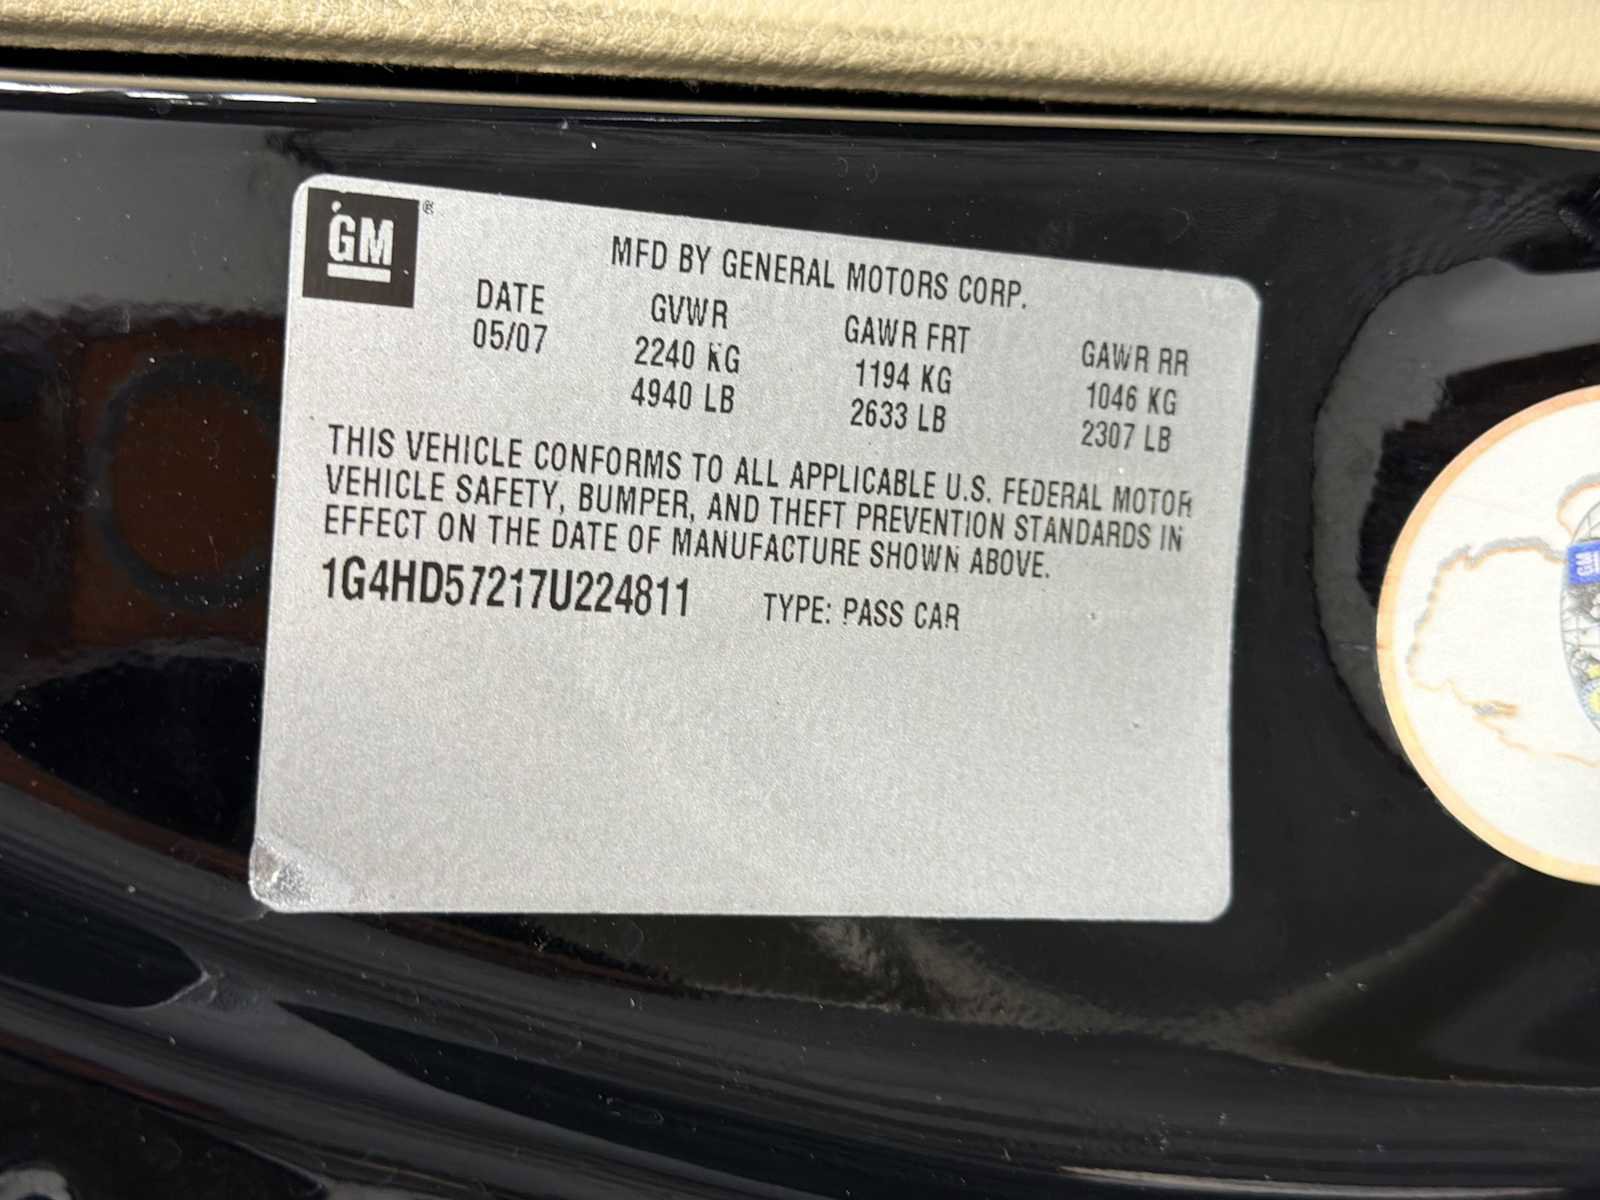 GM
MFD BY GENERAL MOTORS CORP.
DATE GVWR GAWR FRT GAWR RR
05/07 2240 KG 1194 KG 1046 KG
4940 LB 2633 LB 2307 LB
THIS VEHICLE CONFORMS TO ALL APPLICABLE U.S. FEDERAL MOTOR
VEHICLE SAFETY, BUMPER, AND THEFT PREVENTION STANDARDS IN
EFFECT ON THE DATE OF MANUFACTURE SHOWN ABOVE.
1G4HD57217U224811 TYPE: PASS CAR
GM